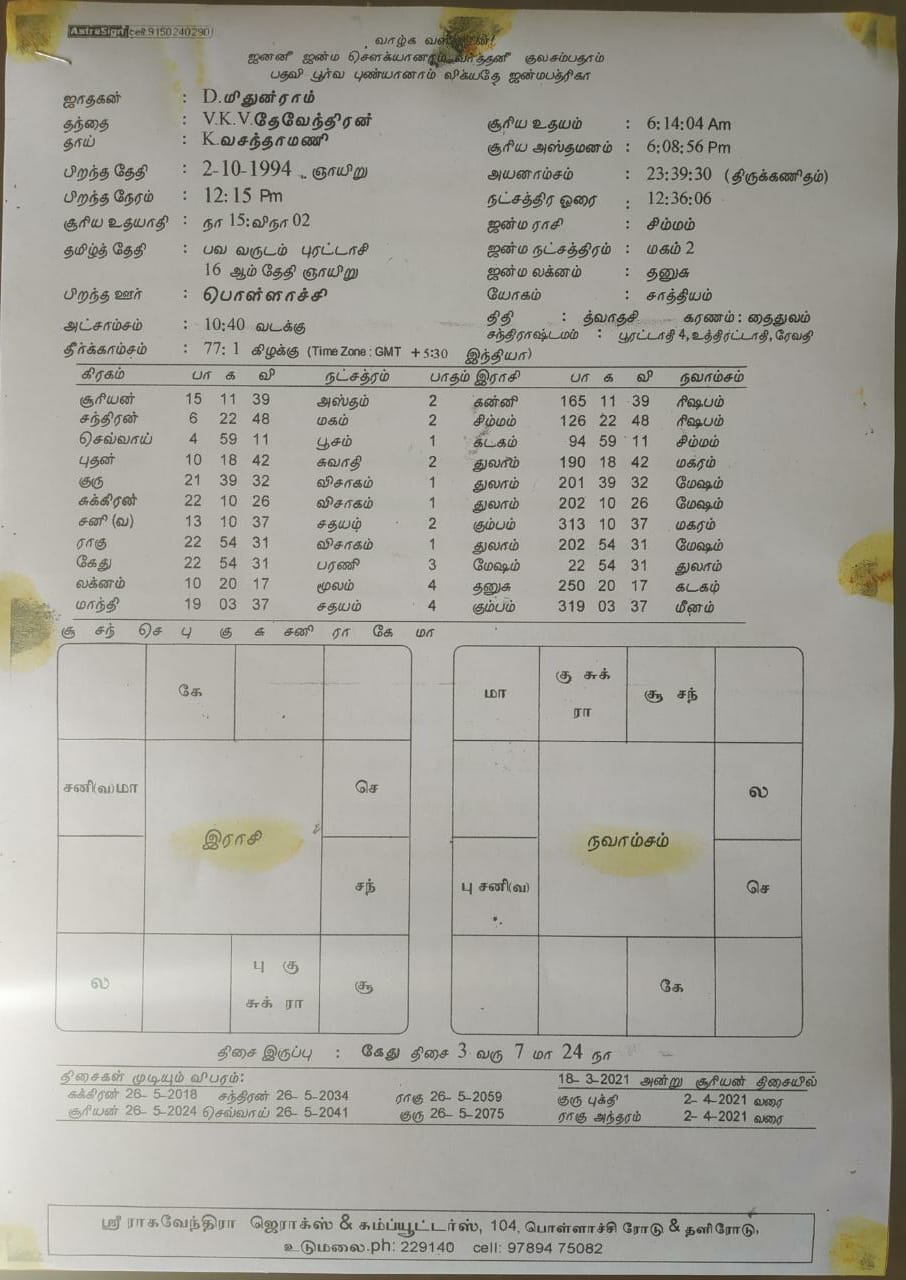 AstroSign cell:9150240290
வாழ்க வளமுடன்!
ஜனனீ ஜன்ம சௌக்யானாம் வர்த்தனீ குலசம்பதாம்
பதவீ பூர்வ புண்யானாம் லிக்யதே ஜன்மபத்ரிகா
ஜாதகன் : D.மிதுன்ராம்
தந்தை : V.K.V.தேவேந்திரன்
சூரிய உதயம் : 6:14:04 Am
தாய் : K.வசந்தாமணி
சூரிய அஸ்தமனம் : 6:08:56 Pm
பிறந்த தேதி : 2-10-1994 ஞாயிறு
அயனாம்சம் : 23:39:30 (திருக்கணிதம்)
பிறந்த நேரம் : 12:15 Pm
நட்சத்திர ஓரை : 12:36:06
சூரிய உதயாதி : நா 15:விநா 02
ஜன்ம ராசி : சிம்மம்
தமிழ்த் தேதி : பவ வருடம் புரட்டாசி
ஜன்ம நட்சத்திரம் : மகம் 2
16 ஆம் தேதி ஞாயிறு
ஜன்ம லக்னம் : தனுசு
பிறந்த ஊர் : பொள்ளாச்சி
யோகம் : சாத்தியம்
அட்சாம்சம் : 10:40 வடக்கு
திதி : த்வாதசி கரணம் : தைதுலம்
சந்திராஷ்டமம் : பூரட்டாதி 4,உத்திரட்டாதி,ரேவதி
தீர்க்காம்சம் : 77: 1 கிழக்கு (Time Zone : GMT +5:30 இந்தியா)
கிரகம் பா க வி நட்சத்ரம் பாதம் இராசி பா க வி நவாம்சம்
சூரியன் 15 11 39 அஸ்தம் 2 கன்னி 165 11 39 ரிஷபம்
சந்திரன் 6 22 48 மகம் 2 சிம்மம் 126 22 48 ரிஷபம்
செவ்வாய் 4 59 11 பூசம் 1 கடகம் 94 59 11 சிம்மம்
புதன் 10 18 42 சுவாதி 2 துலாம் 190 18 42 மகரம்
குரு 21 39 32 விசாகம் 1 துலாம் 201 39 32 மேஷம்
சுக்கிரன் 22 10 26 விசாகம் 1 துலாம் 202 10 26 மேஷம்
சனி (வ) 13 10 37 சதயம் 2 கும்பம் 313 10 37 மகரம்
ராகு 22 54 31 விசாகம் 1 துலாம் 202 54 31 மேஷம்
கேது 22 54 31 பரணி 3 மேஷம் 22 54 31 துலாம்
லக்னம் 10 20 17 மூலம் 4 தனுசு 250 20 17 கடகம்
மாந்தி 19 03 37 சதயம் 4 கும்பம் 319 03 37 மீனம்
சூ சந் செ பு கு சு சனி ரா கே மா
கே
சனி(வ)மா
செ
இராசி
சந்
ல
பு கு
சுக் ரா
சூ
மா
கு சுக்
ரா
சூ சந்
ல
நவாம்சம்
பு சனி(வ)
செ
கே
திசை இருப்பு : கேது திசை 3 வரு 7 மா 24 நா
திசைகள் முடியும் விபரம்:
18- 3-2021 அன்று சூரியன் திசையில்
சுக்கிரன் 26- 5-2018 சந்திரன் 26- 5-2034 ராகு 26- 5-2059
குரு புக்தி 2- 4-2021 வரை
சூரியன் 26- 5-2024 செவ்வாய் 26- 5-2041 குரு 26- 5-2075
ராகு அந்தரம் 2- 4-2021 வரை
ஸ்ரீ ராகவேந்திரா ஜெராக்ஸ் & கம்ப்யூட்டர்ஸ், 104, பொள்ளாச்சி ரோடு & தளிரோடு,
உடுமலை.ph: 229140 cell: 97894 75082